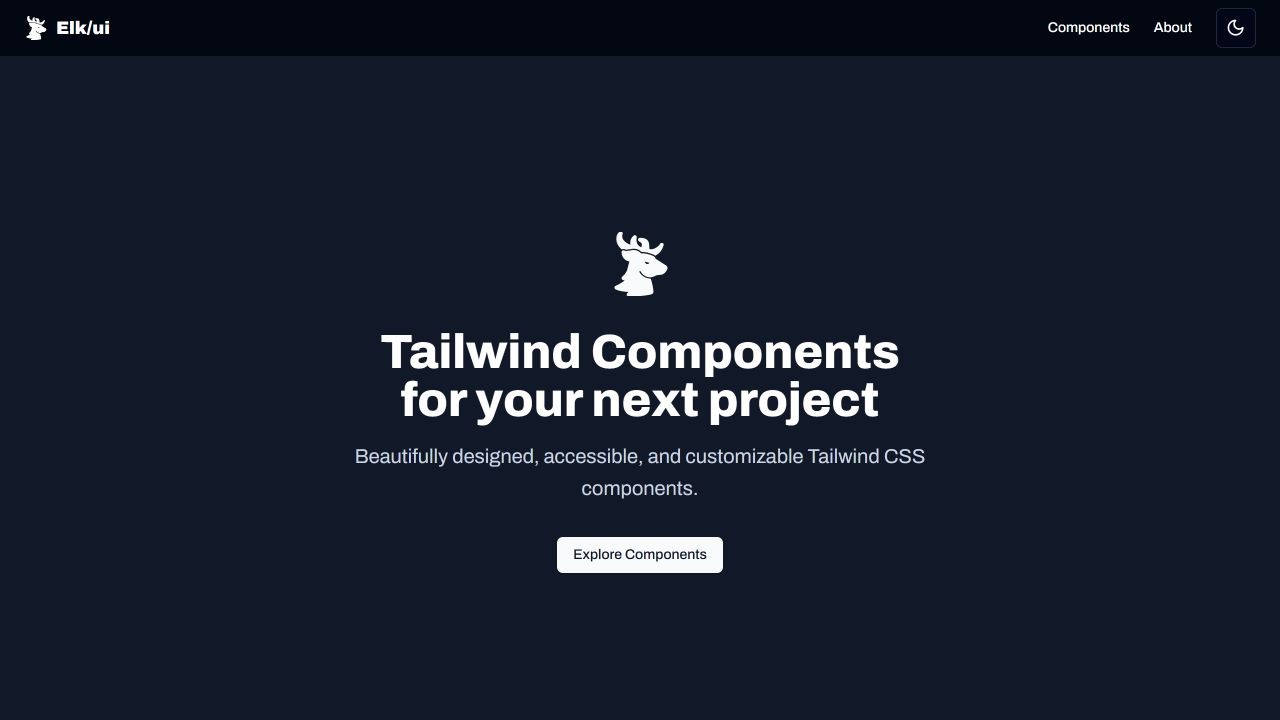 Elk/ui
Components
About
Tailwind Components
for your next project
Beautifully designed, accessible, and customizable Tailwind CSS
components.
Explore Components